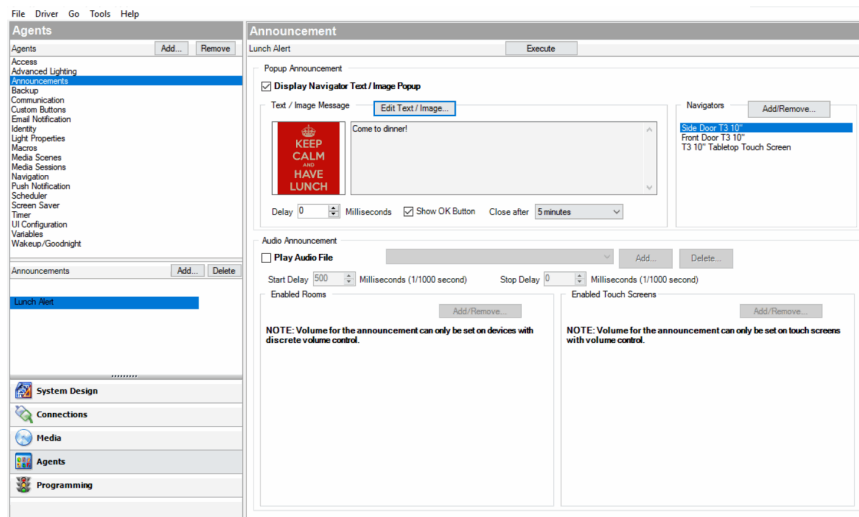 File Driver Go Tools Help
Agents
Agents Add... Remove
Access
Advanced Lighting
Announcements
Backup
Communication
Custom Buttons
Email Notification
Identity
Light Properties
Macros
Media Scenes
Media Sessions
Navigation
Push Notification
Scheduler
Screen Saver
Timer
UI Configuration
Variables
Wakeup/Goodnight
Announcements Add... Delete
Lunch Alert
System Design
Connections
Media
Agents
Programming
Announcement
Lunch Alert Execute
Popup Announcement
Display Navigator Text / Image Popup
Text / Image Message Edit Text / Image...
KEEP
CALM
AND
HAVE
LUNCH
Come to dinner!
Delay 0 Milliseconds Show OK Button Close after 5 minutes
Navigators Add/Remove...
Side Door T3 10"
Front Door T3 10"
T3 10" Tabletop Touch Screen
Audio Announcement
Play Audio File Add... Delete...
Start Delay 500 Milliseconds (1/1000 second) Stop Delay 0 Milliseconds (1/1000 second)
Enabled Rooms
Add/Remove...
NOTE: Volume for the announcement can only be set on devices with
discrete volume control.
Enabled Touch Screens
Add/Remove...
NOTE: Volume for the announcement can only be set on touch screens
with volume control.